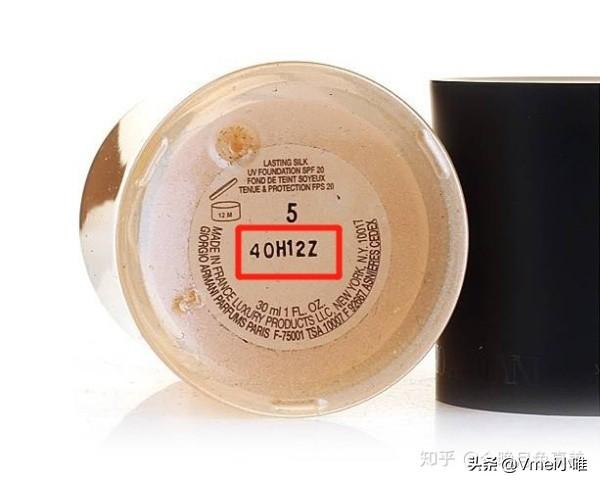 LASTING SILK
UV FOUNDATION SPF 20
FOND DE TEINT SOYEUX
TENUE & PROTECTION FPS 20
12 M
5
40H12Z
30 ml 1 FL. OZ.
MADE IN FRANCE LUXURY PRODUCTS LLC, NEW YORK, N.Y. 10017
GIORGIO ARMANI PARFUMS PARIS F-75001 TSA 10007 F 92667 ASNIERES CEDEX
知乎
头条@Vmei小唯